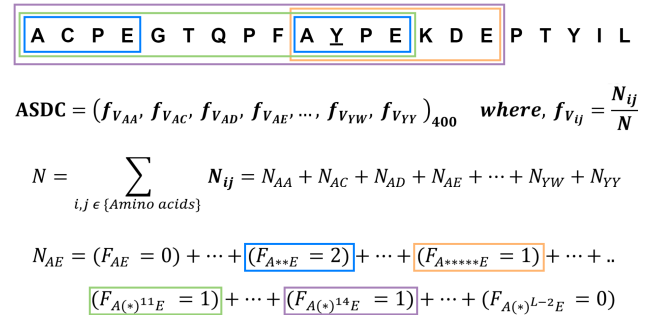 A C P E G T Q P F A Y P E K D E P T Y I L
ASDC = (f_{V_{AA}}, f_{V_{AC}}, f_{V_{AD}}, f_{V_{AE}}, ..., f_{V_{YW}}, f_{V_{YY}})_{400} where, f_{V_{ij}} = N_{ij}/N
N = ∑_{i,j ϵ {Amino acids}} N_{ij} = N_{AA} + N_{AC} + N_{AD} + N_{AE} + ⋯ + N_{YW} + N_{YY}
N_{AE} = (F_{AE} = 0) + ⋯ + (F_{A**E} = 2) + ⋯ + (F_{A*****E} = 1) + ⋯ + ..
(F_{A(*)^{11}E} = 1) + ⋯ + (F_{A(*)^{14}E} = 1) + ⋯ + (F_{A(*)^{L−2}E} = 0)